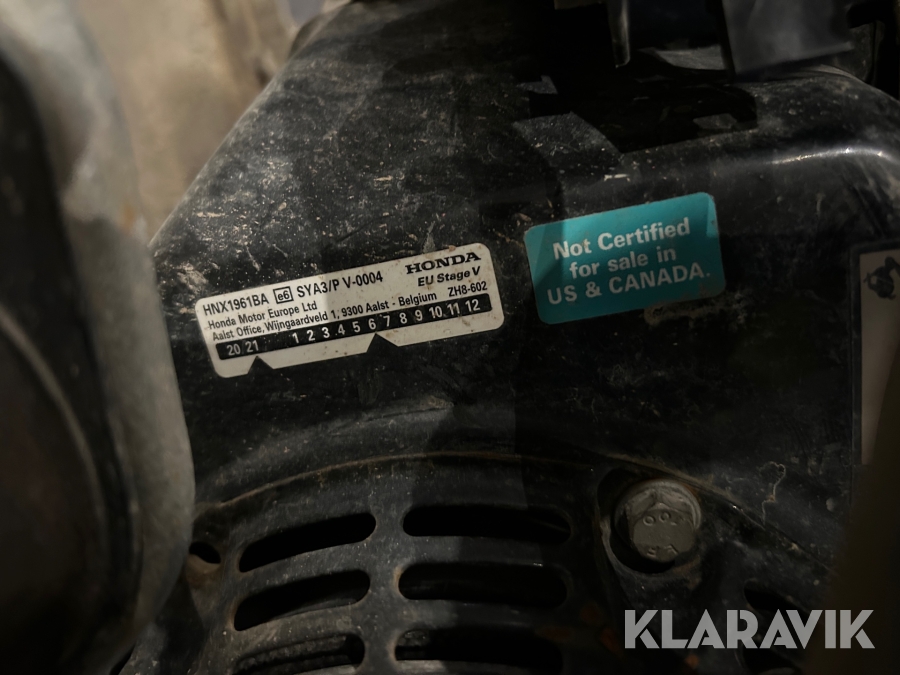 HNX1961BA e6 SYA3/P V-0004 HONDA
Honda Motor Europe Ltd EU Stage V
Aalst Office, Wijngaardveld 1, 9300 Aalst - Belgium ZH8-602
20 21 1 2 3 4 5 6 7 8 9 10 11 12
Not Certified
for sale in
US & CANADA.
KLARAVIK